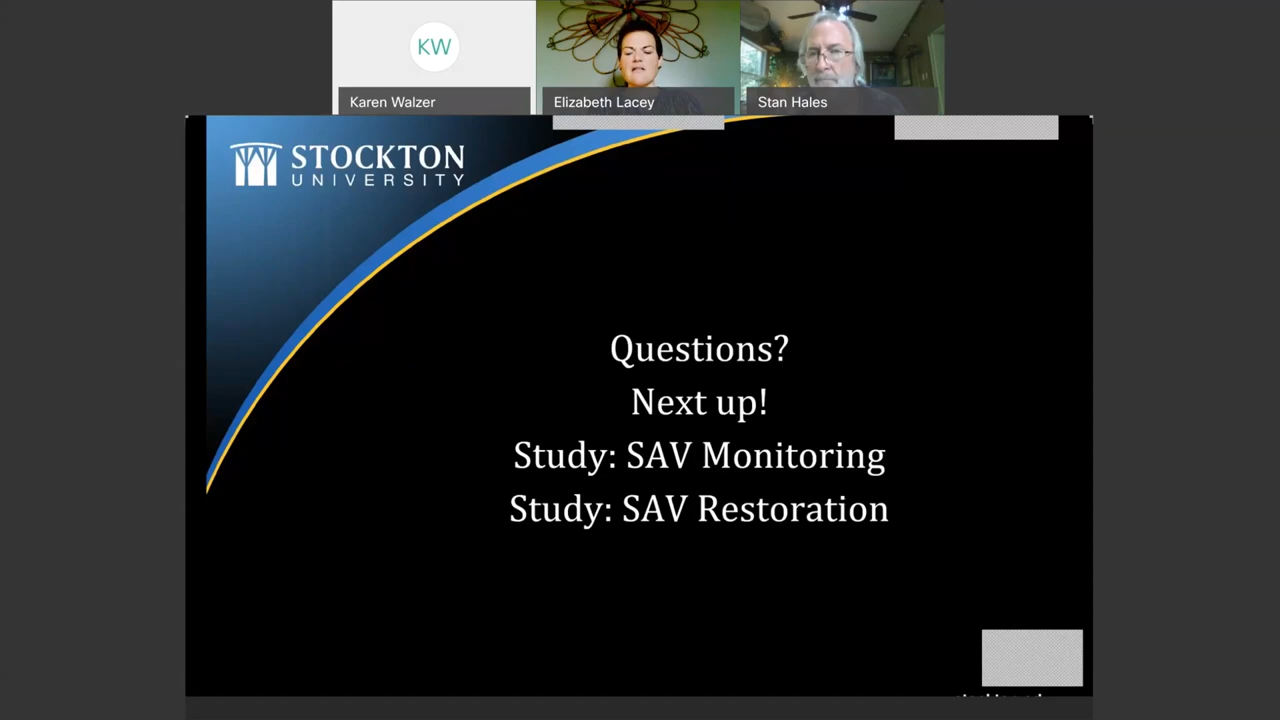 KW
Karen Walzer
Elizabeth Lacey
Stan Hales
STOCKTON
UNIVERSITY
Questions?
Next up!
Study: SAV Monitoring
Study: SAV Restoration